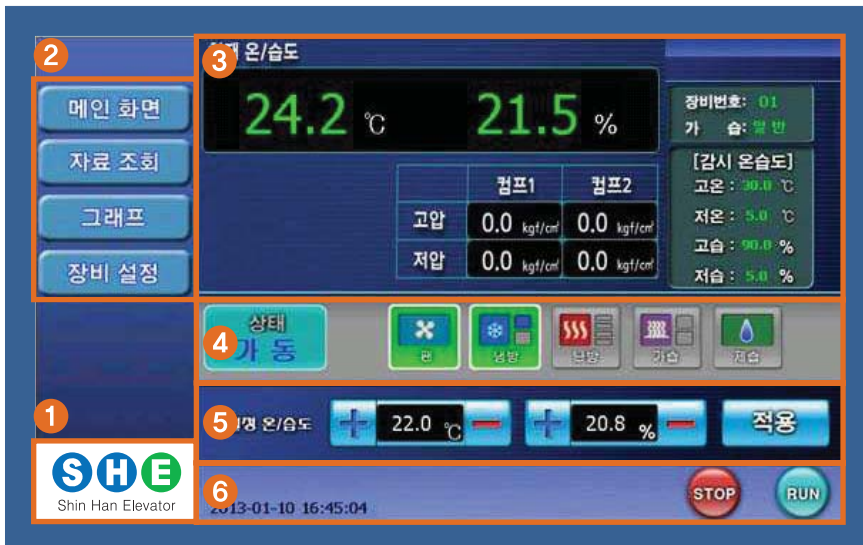 2
메인 화면
자료 조회
그래프
장비 설정
1
SHE
Shin Han Elevator
3
온/습도
24.2 ℃ 21.5 %
장비번호: 01
가 습: 일반
[감시 온습도]
고온 : 30.0 ℃
저온 : 5.0 ℃
고습 : 90.0 %
저습 : 5.0 %
컴프1 컴프2
고압 0.0 kgf/㎠ 0.0 kgf/㎠
저압 0.0 kgf/㎠ 0.0 kgf/㎠
4
상태
가 동
팬 냉방 난방 가습 제습
5
온/습도 + 22.0 ℃ − + 20.8 % − 적용
6
2013-01-10 16:45:04
STOP RUN